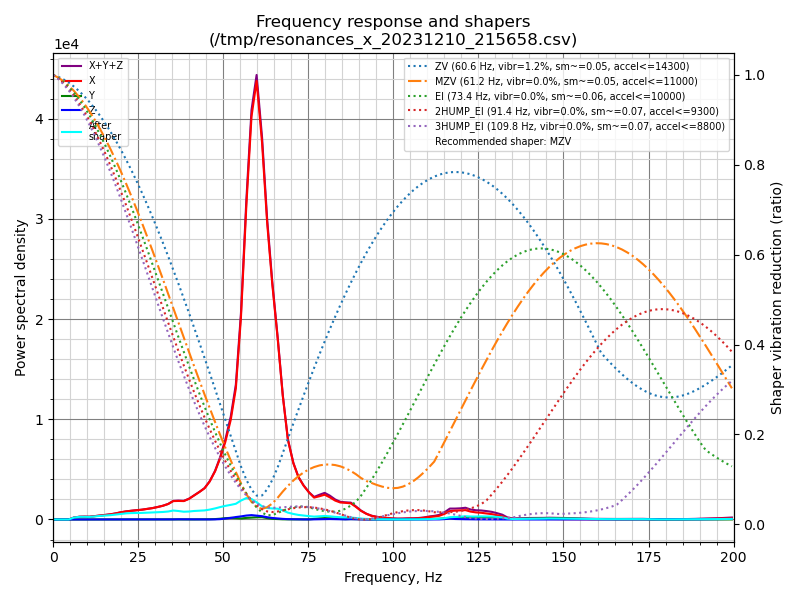 Frequency response and shapers
(/tmp/resonances_x_20231210_215658.csv)
1e4
X+Y+Z
X
Y
Z
After
shaper
ZV (60.6 Hz, vibr=1.2%, sm~=0.05, accel<=14300)
MZV (61.2 Hz, vibr=0.0%, sm~=0.05, accel<=11000)
EI (73.4 Hz, vibr=0.0%, sm~=0.06, accel<=10000)
2HUMP_EI (91.4 Hz, vibr=0.0%, sm~=0.07, accel<=9300)
3HUMP_EI (109.8 Hz, vibr=0.0%, sm~=0.07, accel<=8800)
Recommended shaper: MZV
4
3
2
1
0
Power spectral density
1.0
0.8
0.6
0.4
0.2
0.0
Shaper vibration reduction (ratio)
0 25 50 75 100 125 150 175 200
Frequency, Hz